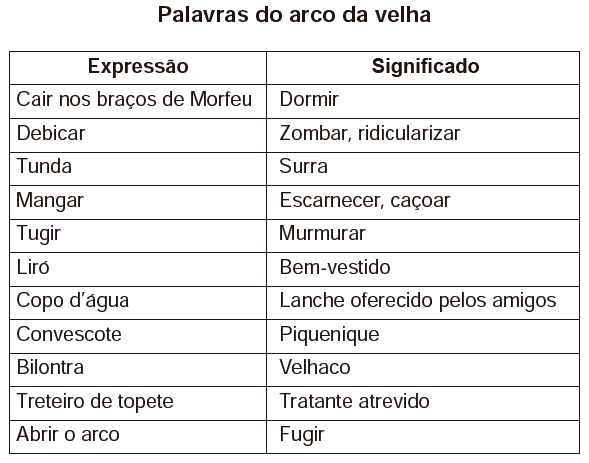 Palavras do arco da velha
Expressão Significado
Cair nos braços de Morfeu Dormir
Debicar Zombar, ridicularizar
Tunda Surra
Mangar Escarnecer, caçoar
Tugir Murmurar
Liró Bem-vestido
Copo d'água Lanche oferecido pelos amigos
Convescote Piquenique
Bilontra Velhaco
Treteiro de topete Tratante atrevido
Abrir o arco Fugir